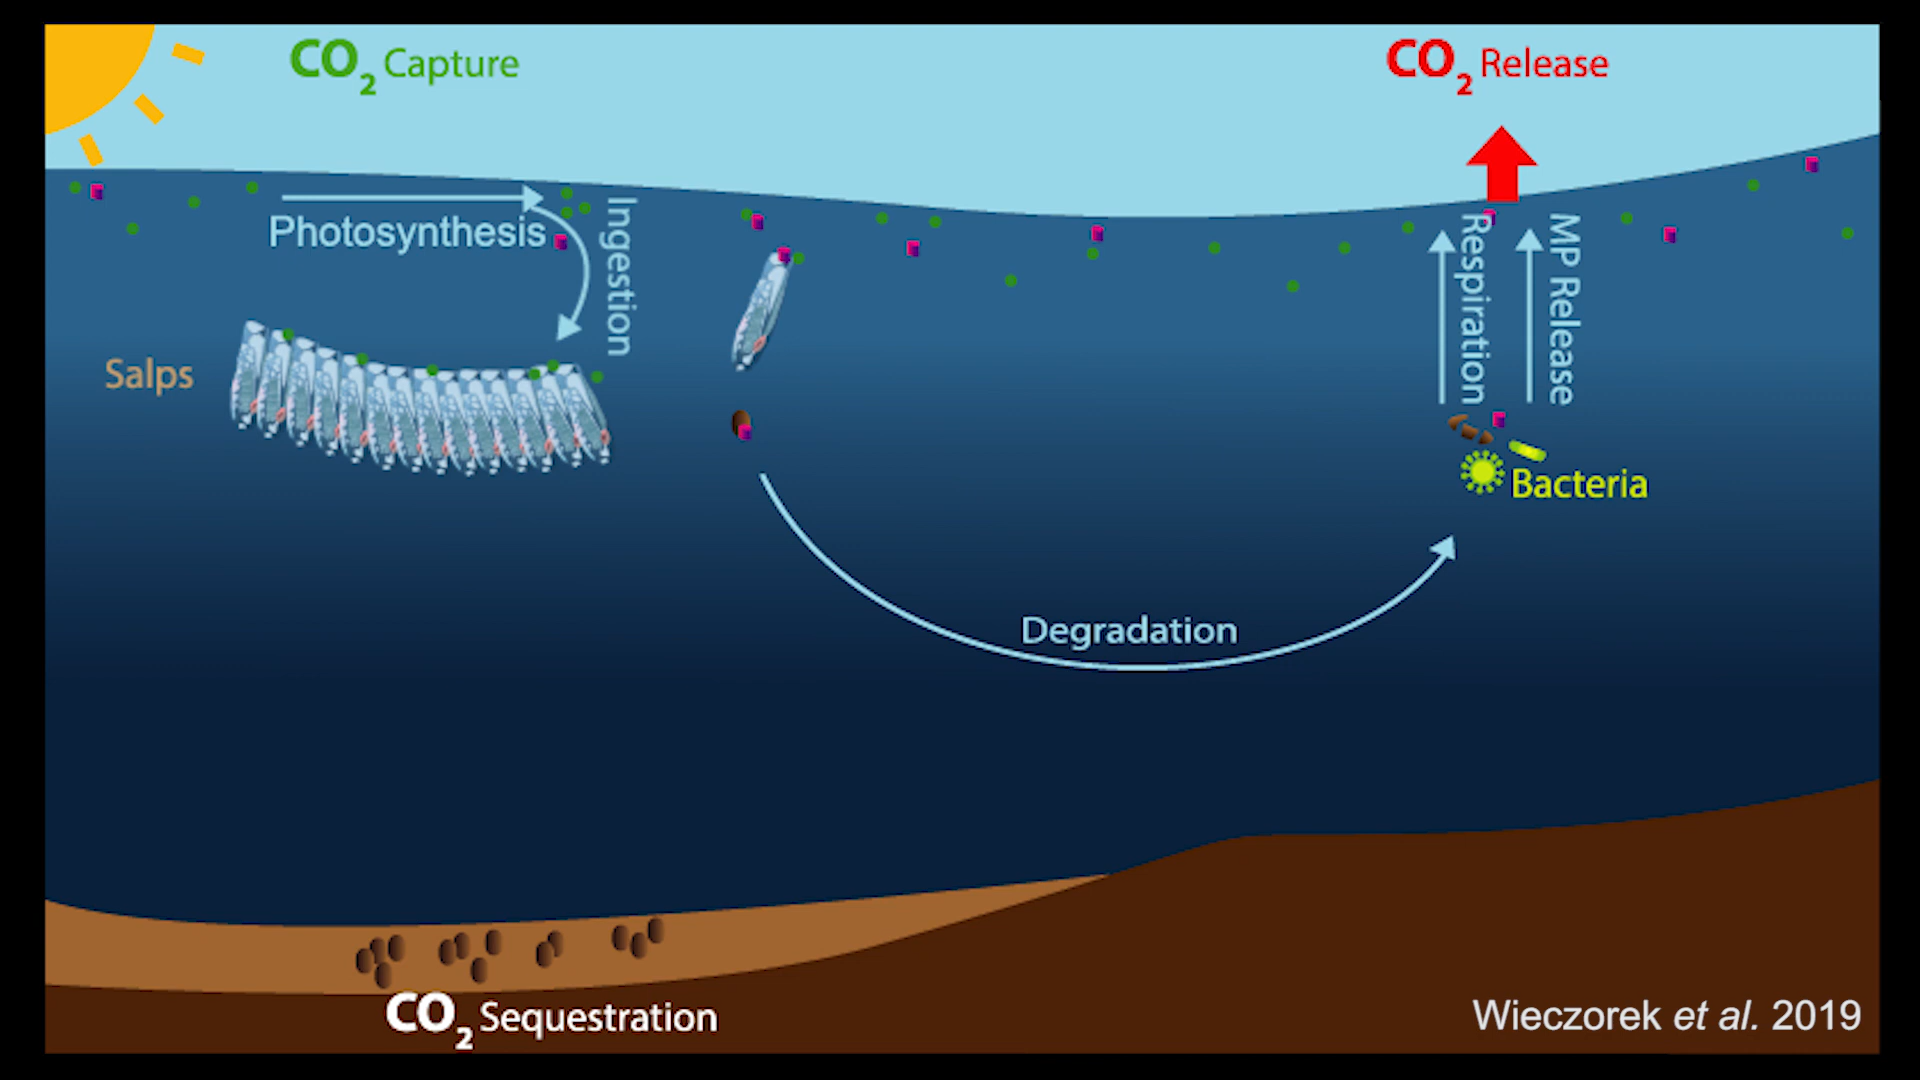 CO2 Capture
CO2 Release
Photosynthesis
Ingestion
Respiration
MP Release
Salps
Bacteria
Degradation
CO2 Sequestration
Wieczorek et al. 2019